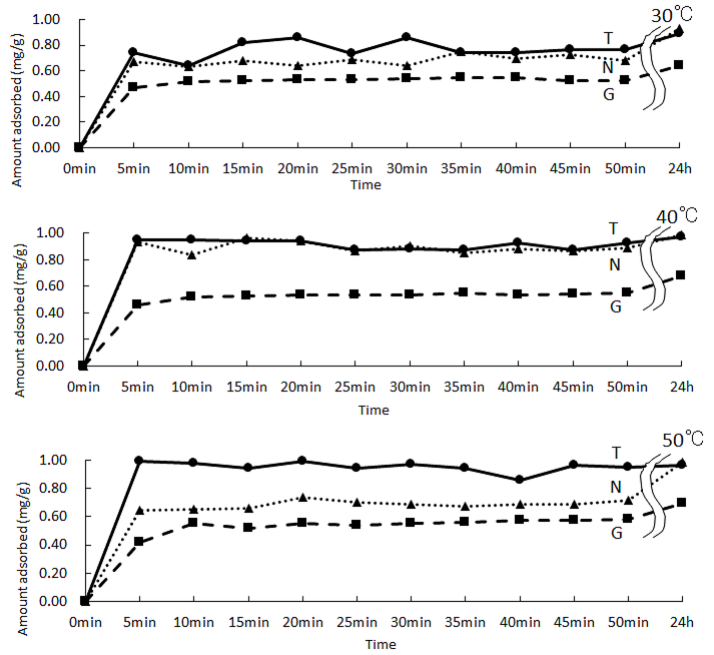 30℃
Amount adsorbed (mg/g)
1.00
0.80
0.60
0.40
0.20
0.00
T
N
G
0min 5min 10min 15min 20min 25min 30min 35min 40min 45min 50min 24h
Time
40℃
Amount adsorbed (mg/g)
1.00
0.80
0.60
0.40
0.20
0.00
T
N
G
0min 5min 10min 15min 20min 25min 30min 35min 40min 45min 50min 24h
Time
50℃
Amount adsorbed (mg/g)
1.00
0.80
0.60
0.40
0.20
0.00
T
N
G
0min 5min 10min 15min 20min 25min 30min 35min 40min 45min 50min 24h
Time